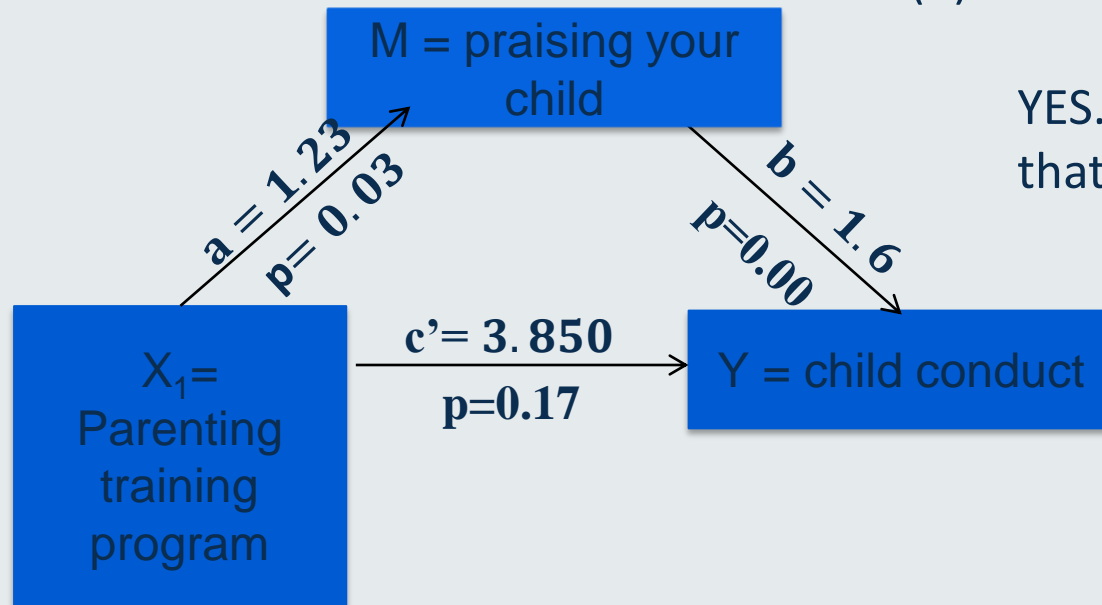 M = praising your
child
YES.
that
a = 1.23
p= 0.03
b = 1.6
p=0.00
c’= 3.850
p=0.17
X₁=
Parenting
training
program
Y = child conduct